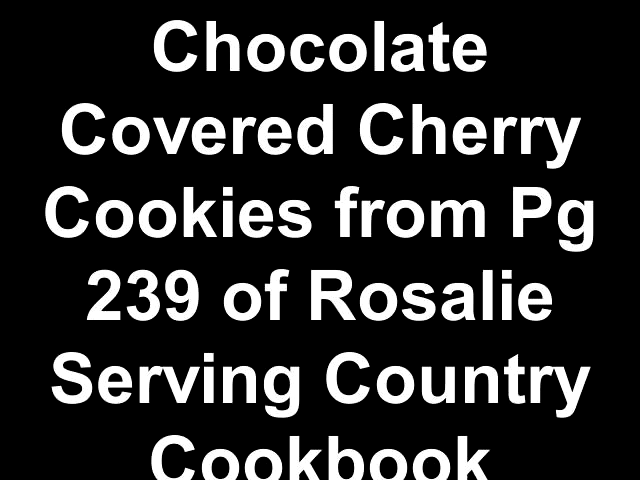 Chocolate
Covered Cherry
Cookies from Pg
239 of Rosalie
Serving Country
Cookbook